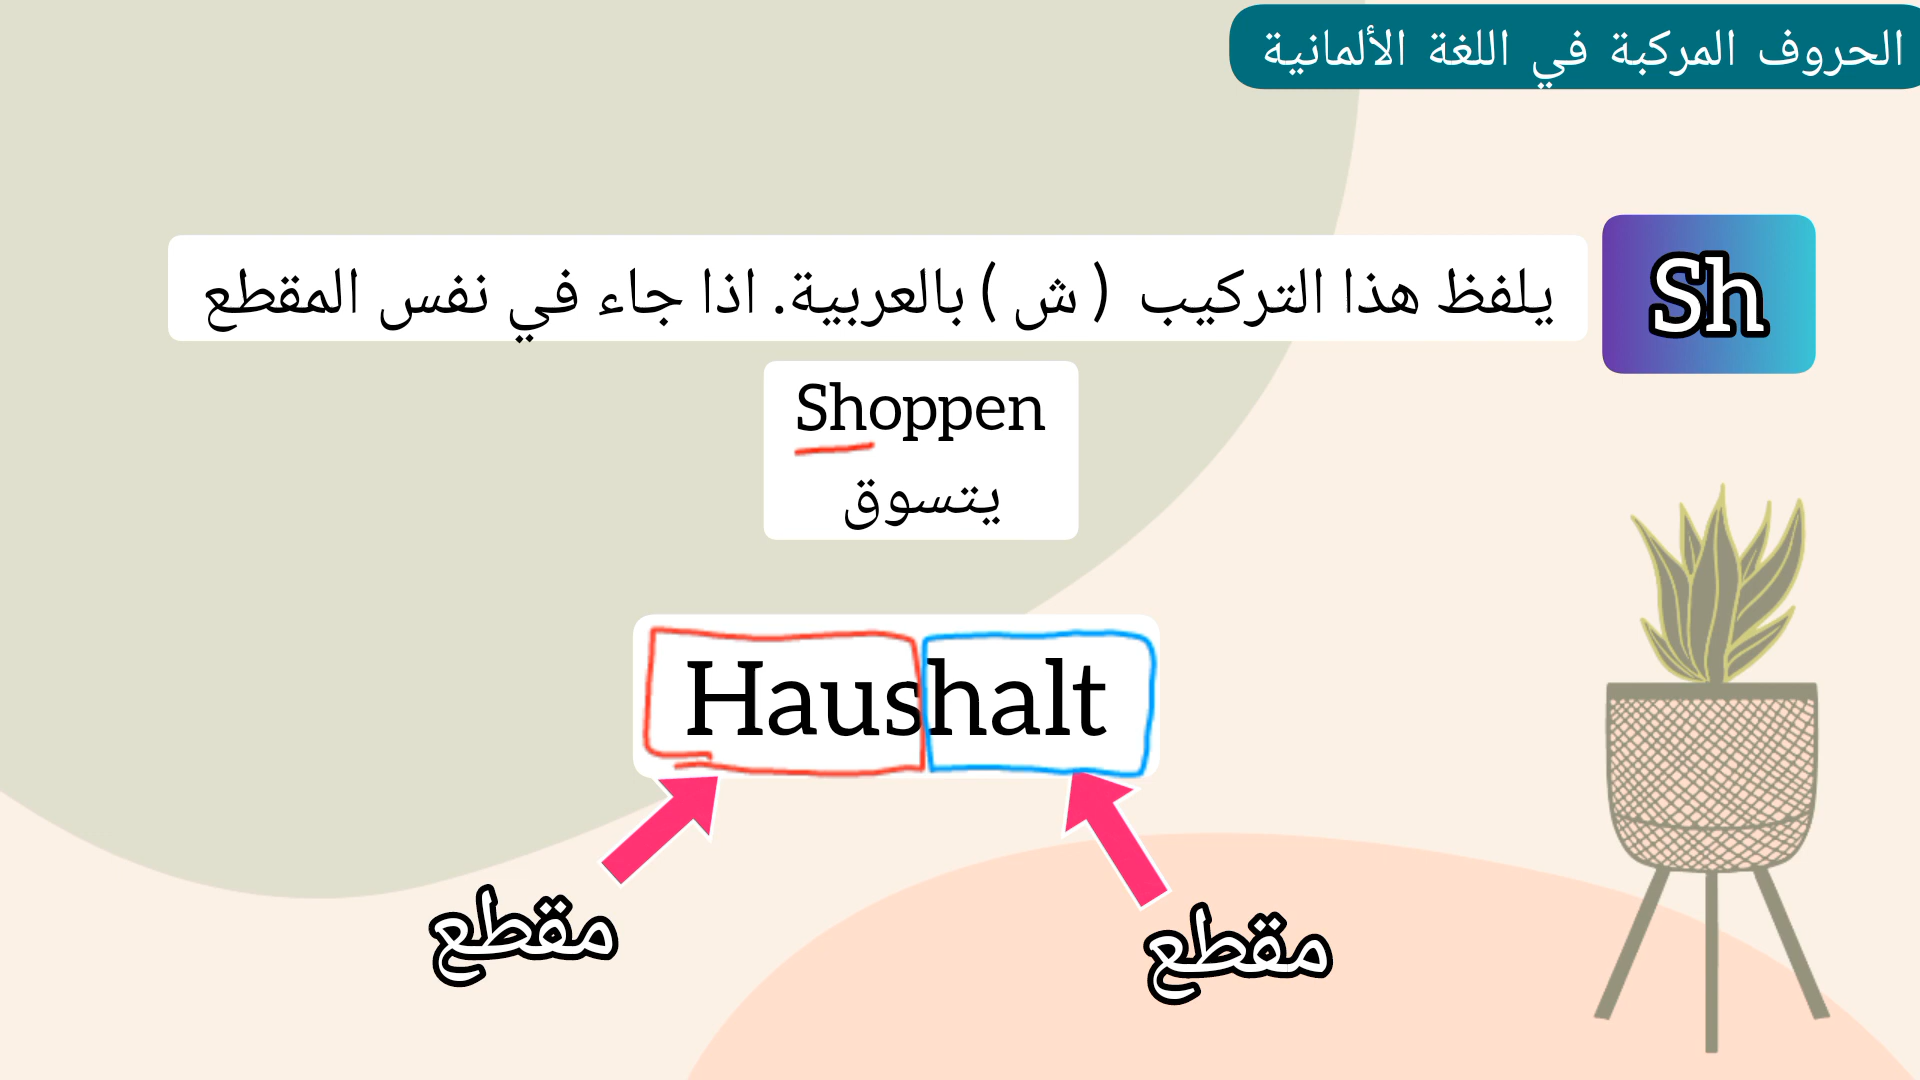 الحروف المركبة في اللغة الألمانية
Sh
يلفظ هذا التركيب ( ش ) بالعربية. اذا جاء في نفس المقطع
Shoppen
يتسوق
Haushalt
مقطع
مقطع